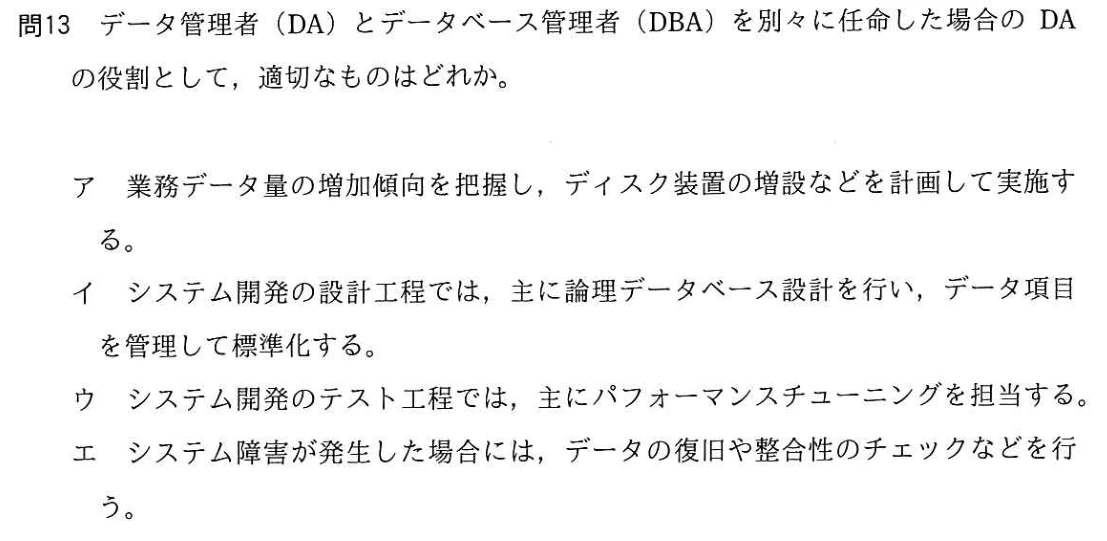 問13 データ管理者（DA）とデータベース管理者（DBA）を別々に任命した場合の DA
の役割として，適切なものはどれか。
ア 業務データ量の増加傾向を把握し，ディスク装置の増設などを計画して実施す
る。
イ システム開発の設計工程では，主に論理データベース設計を行い，データ項目
を管理して標準化する。
ウ システム開発のテスト工程では，主にパフォーマンスチューニングを担当する。
エ システム障害が発生した場合には，データの復旧や整合性のチェックなどを行
う。